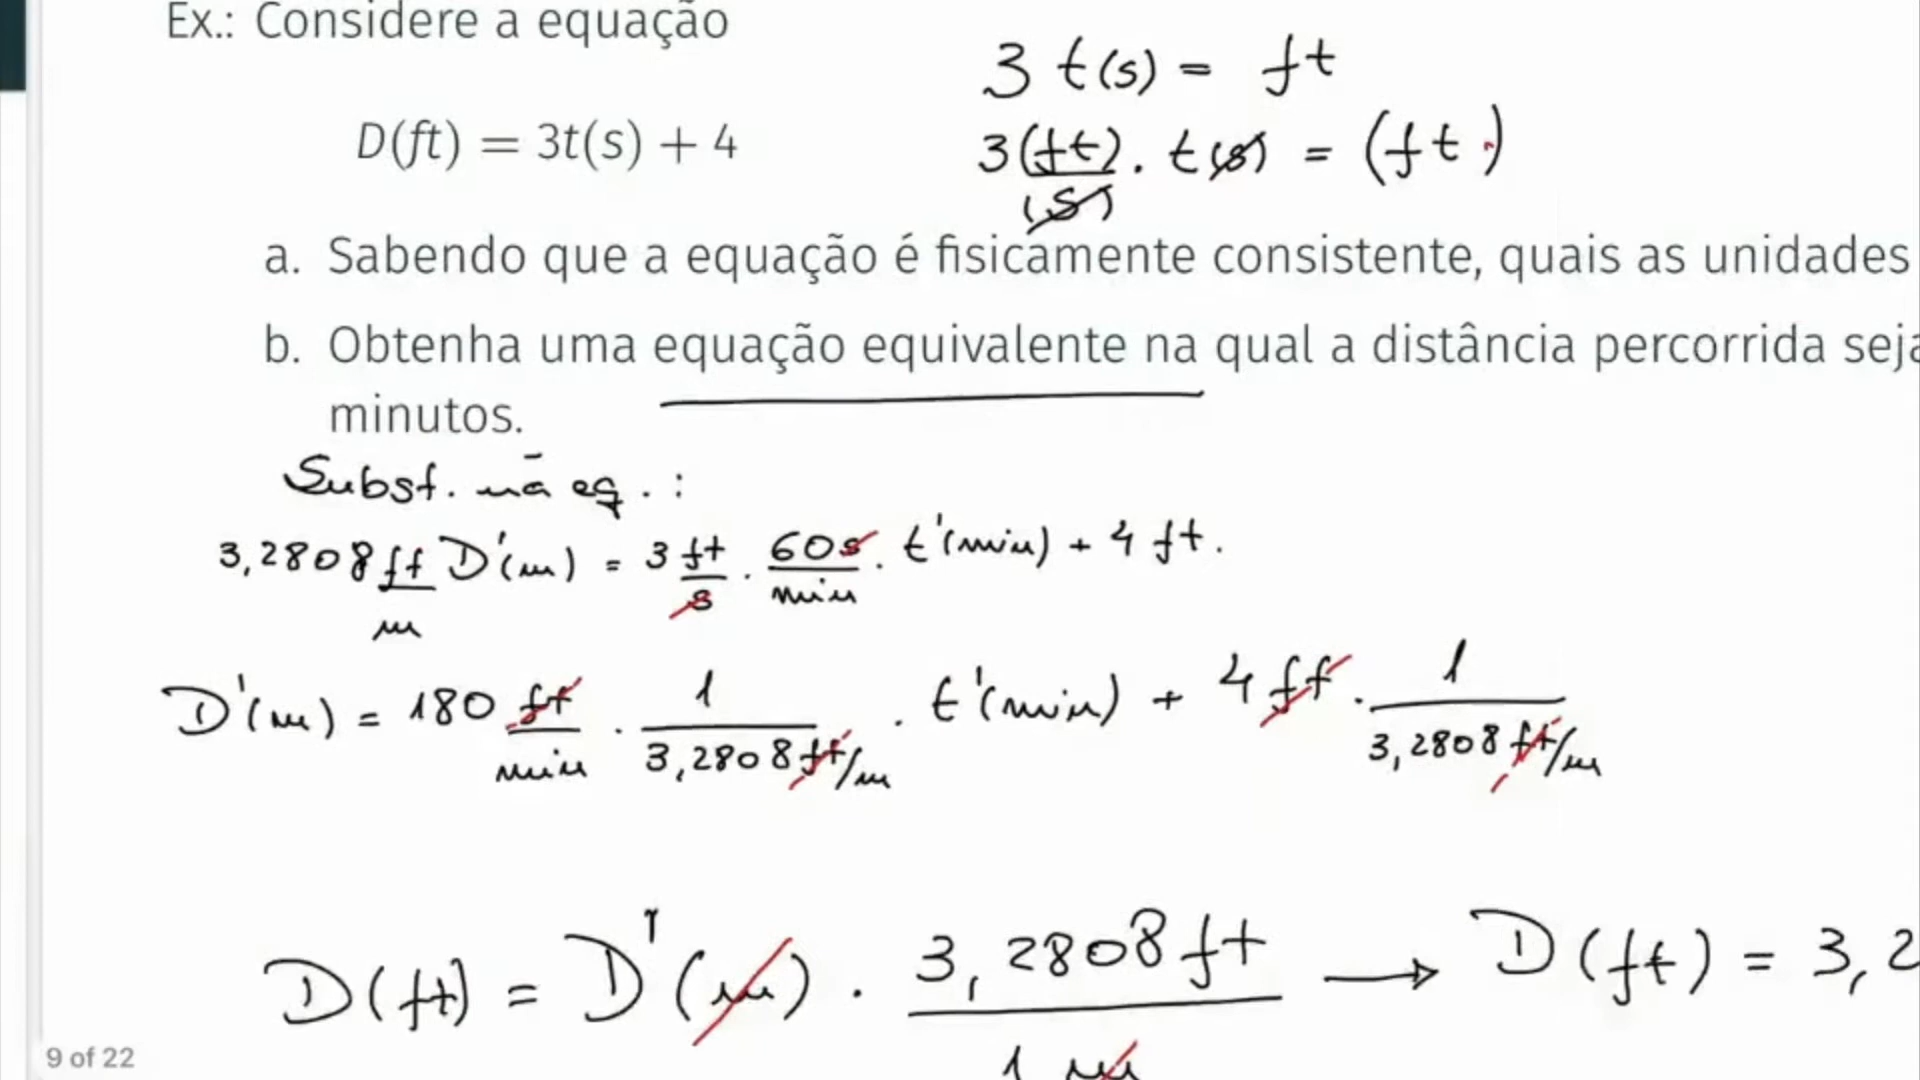 Ex.: Considere a equação
3 t(s) = ft
D(ft) = 3t(s) + 4
3 (ft)/(s) . t(s) = (ft)
a. Sabendo que a equação é fisicamente consistente, quais as unidades
b. Obtenha uma equação equivalente na qual a distância percorrida seja
minutos.
Subst. na eq. :
3,2808 ft/m D'(m) = 3 ft/s . 60s/min . t'(min) + 4 ft.
D'(m) = 180 ft/min . 1/3,2808 ft/m . t'(min) + 4 ft . 1/3,2808 ft/m
D(ft) = D'(m) . 3,2808 ft/1 m → D(ft) = 3,2
9 of 22